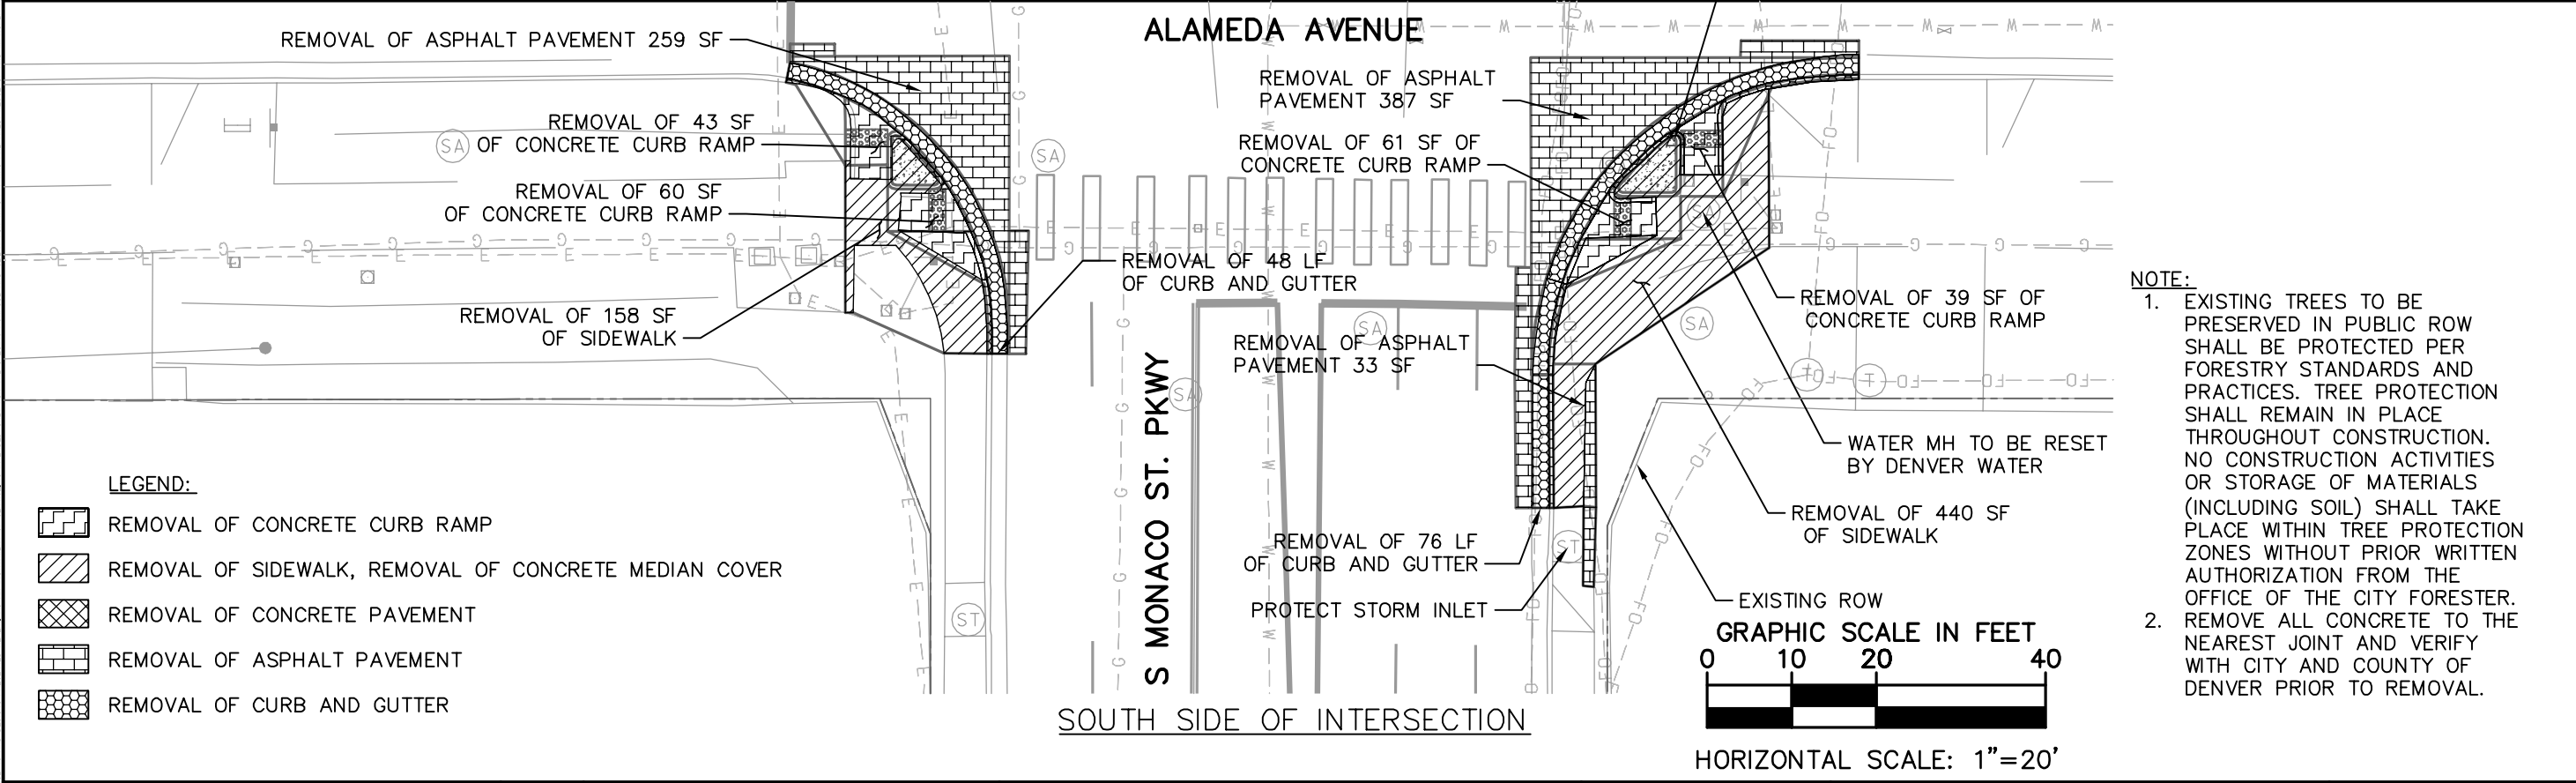 ALAMEDA AVENUE
REMOVAL OF ASPHALT PAVEMENT 259 SF
REMOVAL OF 43 SF
OF CONCRETE CURB RAMP
REMOVAL OF 60 SF
OF CONCRETE CURB RAMP
REMOVAL OF 158 SF
OF SIDEWALK
REMOVAL OF 48 LF
OF CURB AND GUTTER
REMOVAL OF ASPHALT
PAVEMENT 387 SF
REMOVAL OF 61 SF OF
CONCRETE CURB RAMP
REMOVAL OF ASPHALT
PAVEMENT 33 SF
REMOVAL OF 76 LF
OF CURB AND GUTTER
PROTECT STORM INLET
REMOVAL OF 39 SF OF
CONCRETE CURB RAMP
WATER MH TO BE RESET
BY DENVER WATER
REMOVAL OF 440 SF
OF SIDEWALK
EXISTING ROW
S MONACO ST. PKWY
SA
SA
SA
SA
SA
SA
ST
ST
T
T
LEGEND:
REMOVAL OF CONCRETE CURB RAMP
REMOVAL OF SIDEWALK, REMOVAL OF CONCRETE MEDIAN COVER
REMOVAL OF CONCRETE PAVEMENT
REMOVAL OF ASPHALT PAVEMENT
REMOVAL OF CURB AND GUTTER
SOUTH SIDE OF INTERSECTION
GRAPHIC SCALE IN FEET
0 10 20 40
HORIZONTAL SCALE: 1"=20'
NOTE:
1. EXISTING TREES TO BE
PRESERVED IN PUBLIC ROW
SHALL BE PROTECTED PER
FORESTRY STANDARDS AND
PRACTICES. TREE PROTECTION
SHALL REMAIN IN PLACE
THROUGHOUT CONSTRUCTION.
NO CONSTRUCTION ACTIVITIES
OR STORAGE OF MATERIALS
(INCLUDING SOIL) SHALL TAKE
PLACE WITHIN TREE PROTECTION
ZONES WITHOUT PRIOR WRITTEN
AUTHORIZATION FROM THE
OFFICE OF THE CITY FORESTER.
2. REMOVE ALL CONCRETE TO THE
NEAREST JOINT AND VERIFY
WITH CITY AND COUNTY OF
DENVER PRIOR TO REMOVAL.